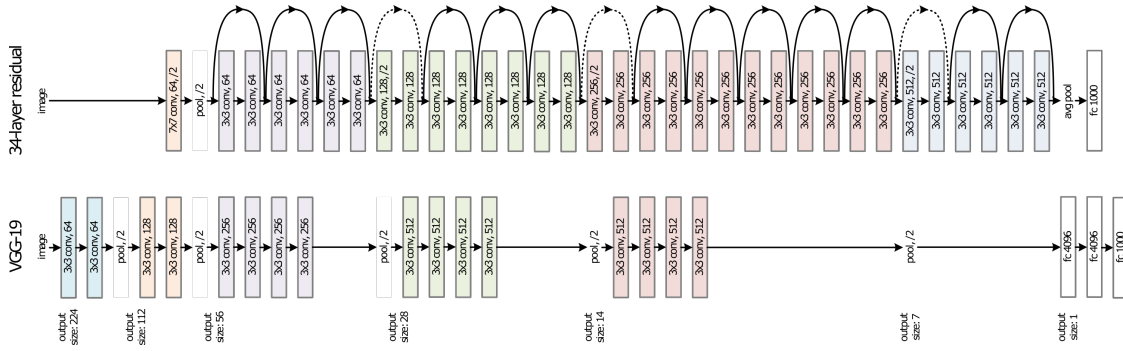 34-layer residual
image
7x7 conv, 64, /2
pool, /2
3x3 conv, 64
3x3 conv, 64
3x3 conv, 64
3x3 conv, 64
3x3 conv, 64
3x3 conv, 64
3x3 conv, 128, /2
3x3 conv, 128
3x3 conv, 128
3x3 conv, 128
3x3 conv, 128
3x3 conv, 128
3x3 conv, 128
3x3 conv, 128
3x3 conv, 256, /2
3x3 conv, 256
3x3 conv, 256
3x3 conv, 256
3x3 conv, 256
3x3 conv, 256
3x3 conv, 256
3x3 conv, 256
3x3 conv, 256
3x3 conv, 256
3x3 conv, 256
3x3 conv, 256
3x3 conv, 512, /2
3x3 conv, 512
3x3 conv, 512
3x3 conv, 512
3x3 conv, 512
3x3 conv, 512
avg pool
fc 1000
VGG-19
image
3x3 conv, 64
3x3 conv, 64
pool, /2
3x3 conv, 128
3x3 conv, 128
pool, /2
3x3 conv, 256
3x3 conv, 256
3x3 conv, 256
3x3 conv, 256
pool, /2
3x3 conv, 512
3x3 conv, 512
3x3 conv, 512
3x3 conv, 512
pool, /2
3x3 conv, 512
3x3 conv, 512
3x3 conv, 512
3x3 conv, 512
pool, /2
fc 4096
fc 4096
fc 1000
output
size: 224
output
size: 112
output
size: 56
output
size: 28
output
size: 14
output
size: 7
output
size: 1